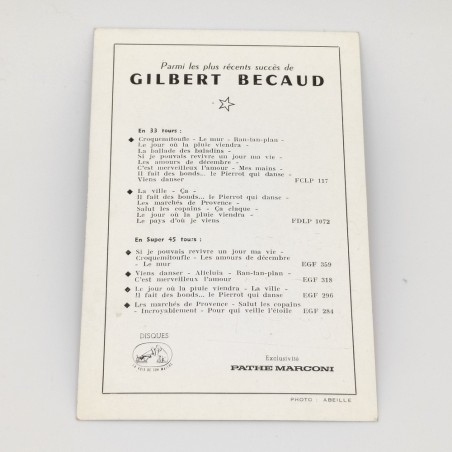 Parmi les plus récents succès de
GILBERT BECAUD
En 33 tours :
Croquemitoufle - Le mur - Ran-tan-plan -
Le jour où la pluie viendra -
La ballade des baladins -
Si je pouvais revivre un jour ma vie -
Les amours de décembre -
C'est merveilleux l'amour - Mes mains -
Il fait des bonds... le Pierrot qui danse -
Viens danser FCLP 117
La ville - Ça -
Il fait des bonds... le Pierrot qui danse -
Les marchés de Provence -
Salut les copains - Ça claque -
Le jour où la pluie viendra -
Le pays d'où je viens FDLP 1072
En Super 45 tours :
Si je pouvais revivre un jour ma vie -
Croquemitoufle - Les amours de décembre
- Le mur EGF 359
Viens danser - Alleluia - Ran-tan-plan -
C'est merveilleux l'amour EGF 318
Le jour où la pluie viendra - La ville -
Il fait des bonds... le Pierrot qui danse EGF 296
Les marchés de Provence - Salut les copains
- Incroyablement - Pour qui veille l'étoile EGF 284
DISQUES
LA VOIX DE SON MAITRE
Exclusivité
PATHE MARCONI
PHOTO : ABEILLE